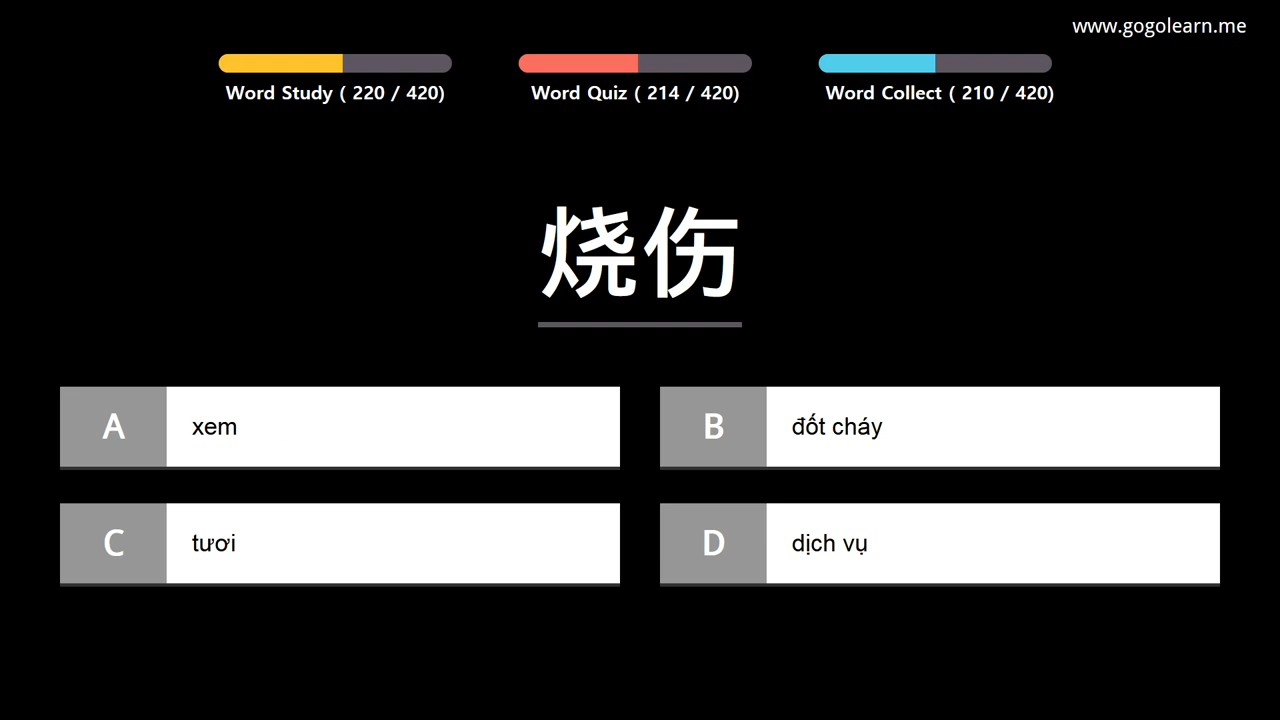 www.gogolearn.me
Word Study ( 220 / 420)
Word Quiz ( 214 / 420)
Word Collect ( 210 / 420)
烧伤
A xem
B đốt cháy
C tươi
D dịch vụ